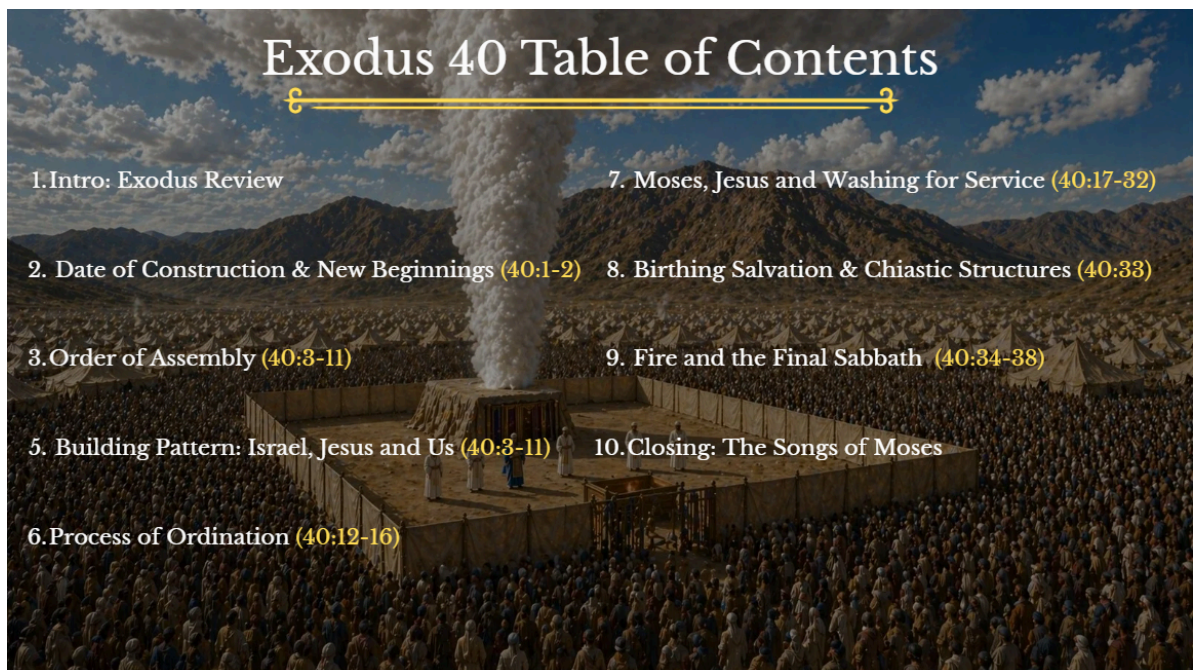 Exodus 40 Table of Contents
1. Intro: Exodus Review
2. Date of Construction & New Beginnings (40:1-2)
3. Order of Assembly (40:3-11)
5. Building Pattern: Israel, Jesus and Us (40:3-11)
6. Process of Ordination (40:12-16)
7. Moses, Jesus and Washing for Service (40:17-32)
8. Birthing Salvation & Chiastic Structures (40:33)
9. Fire and the Final Sabbath (40:34-38)
10. Closing: The Songs of Moses